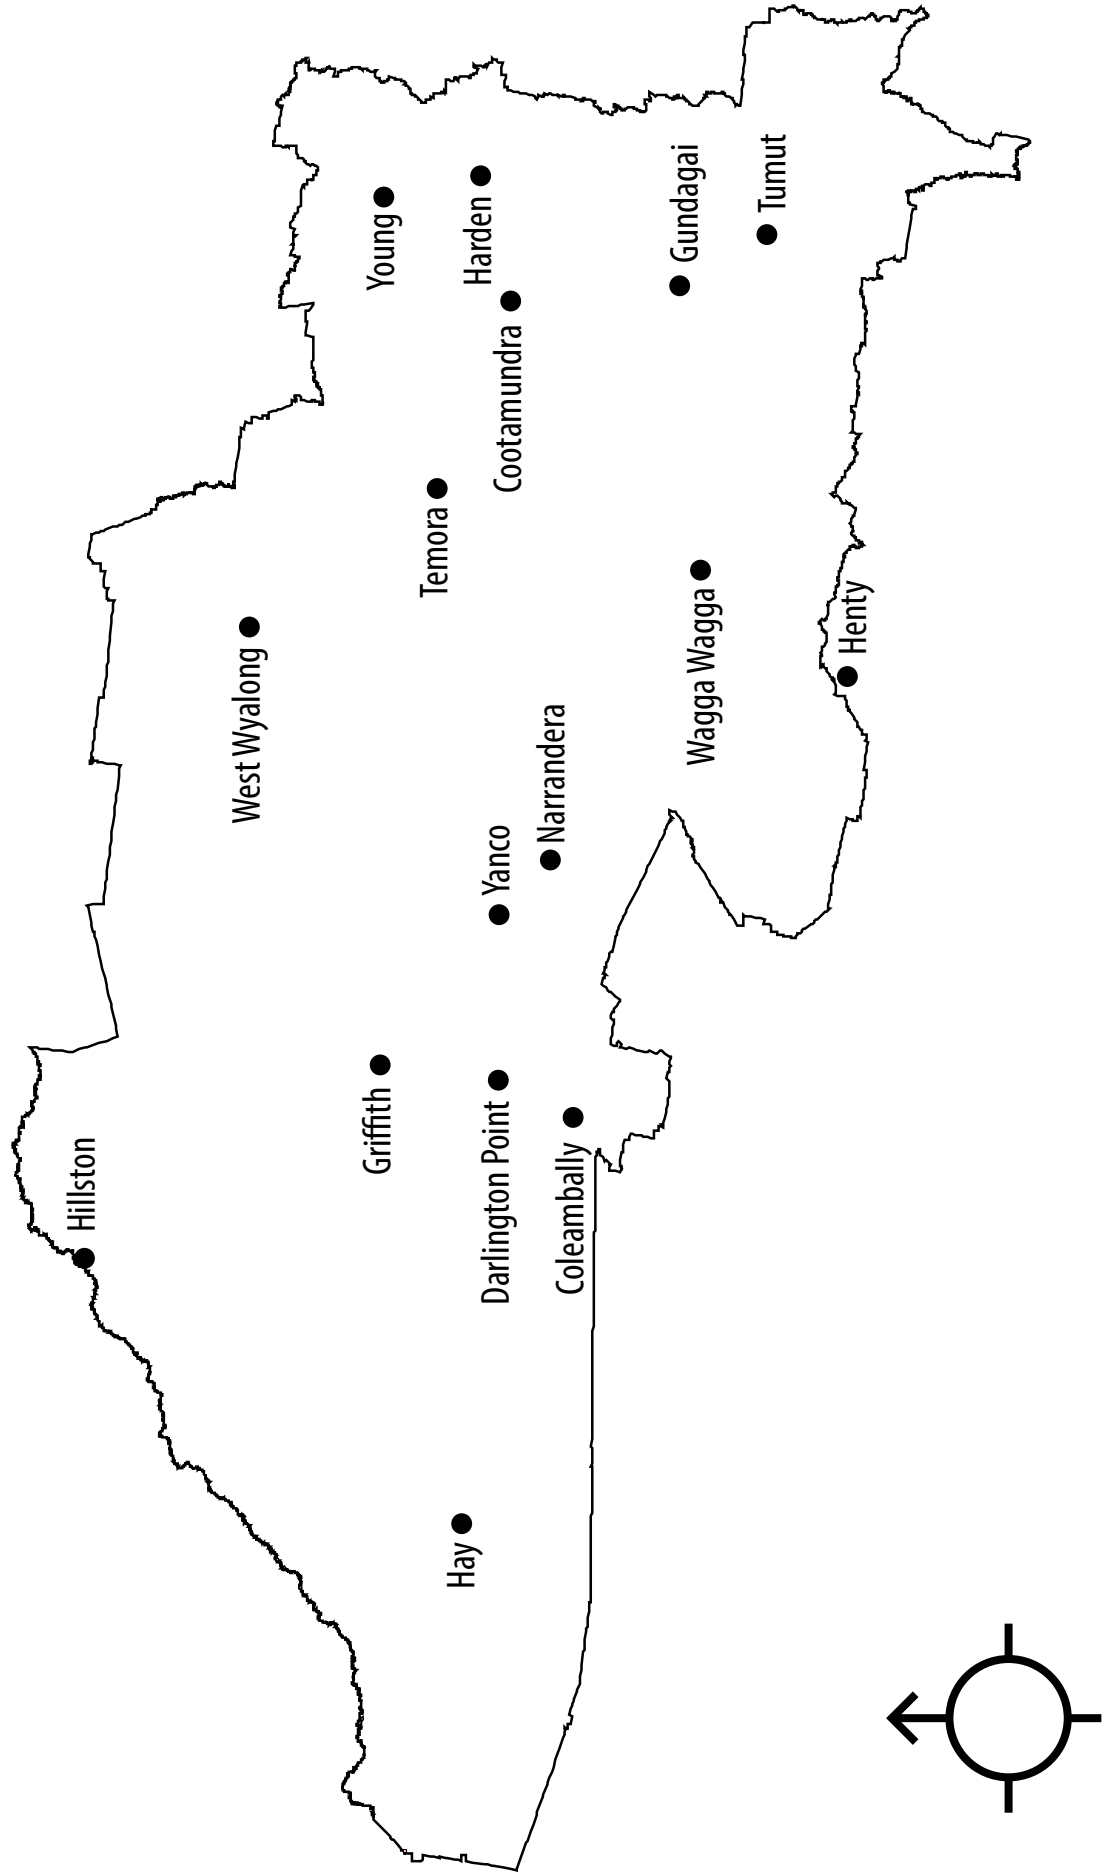 Hillston
West Wyalong
Griffith
Young
Temora
Hay
Harden
Darlington Point
Yanco
Cootamundra
Narrandera
Coleambally
Gundagai
Wagga Wagga
Tumut
Henty